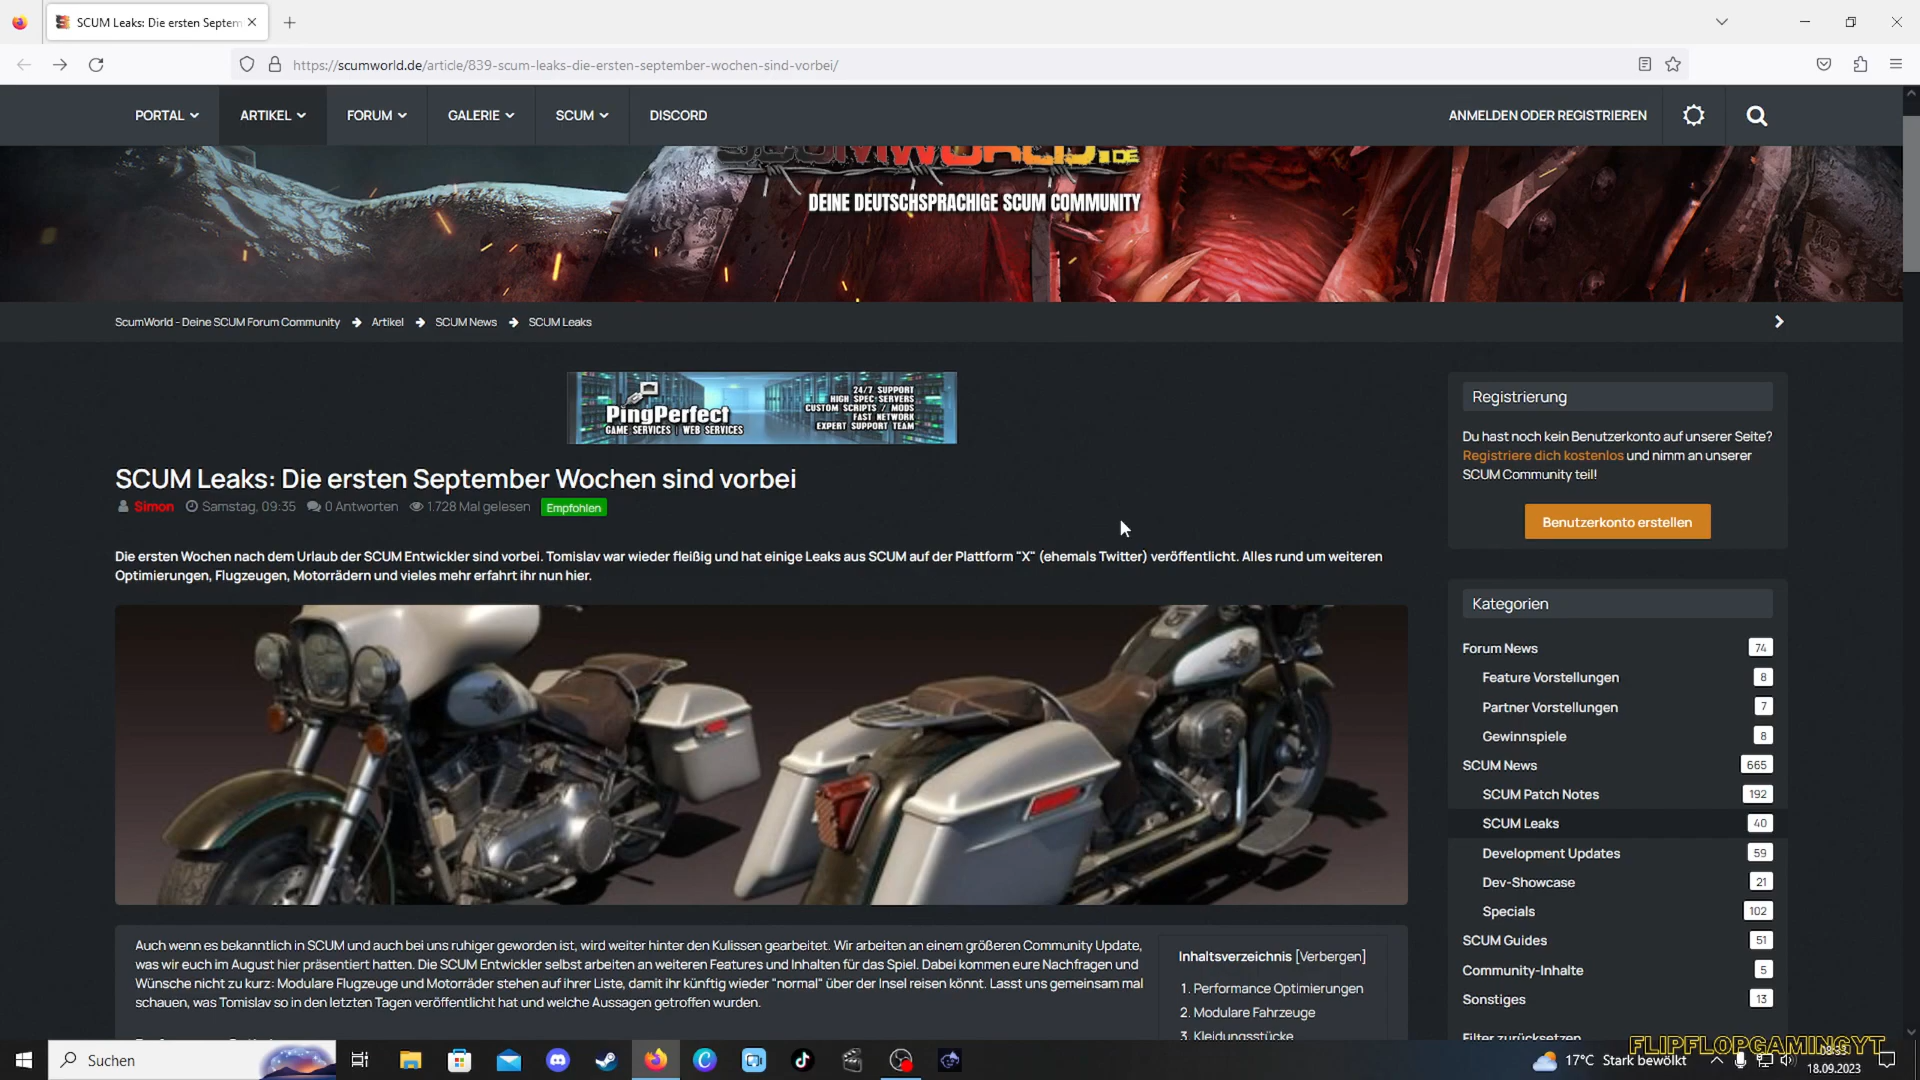 SCUM Leaks: Die ersten Septem
https://scumworld.de/article/839-scum-leaks-die-ersten-september-wochen-sind-vorbei/
PORTAL
ARTIKEL
FORUM
GALERIE
SCUM
DISCORD
ANMELDEN ODER REGISTRIEREN
SCUMWORLD.DE
DEINE DEUTSCHSPRACHIGE SCUM COMMUNITY
ScumWorld - Deine SCUM Forum Community
Artikel
SCUM News
SCUM Leaks
PingPerfect
GAME SERVICES | WEB SERVICES
24/7 SUPPORT
HIGH SPEC SERVERS
CUSTOM SCRIPTS / MODS
FAST NETWORK
EXPERT SUPPORT TEAM
SCUM Leaks: Die ersten September Wochen sind vorbei
Simon Samstag, 09:35 0 Antworten 1.728 Mal gelesen Empfohlen
Die ersten Wochen nach dem Urlaub der SCUM Entwickler sind vorbei. Tomislav war wieder fleißig und hat einige Leaks aus SCUM auf der Plattform "X" (ehemals Twitter) veröffentlicht. Alles rund um weiteren
Optimierungen, Flugzeugen, Motorrädern und vieles mehr erfahrt ihr nun hier.
Auch wenn es bekanntlich in SCUM und auch bei uns ruhiger geworden ist, wird weiter hinter den Kulissen gearbeitet. Wir arbeiten an einem größeren Community Update,
was wir euch im August hier präsentiert hatten. Die SCUM Entwickler selbst arbeiten an weiteren Features und Inhalten für das Spiel. Dabei kommen eure Nachfragen und
Wünsche nicht zu kurz: Modulare Flugzeuge und Motorräder stehen auf ihrer Liste, damit ihr künftig wieder "normal" über der Insel reisen könnt. Lasst uns gemeinsam mal
schauen, was Tomislav so in den letzten Tagen veröffentlicht hat und welche Aussagen getroffen wurden.
Inhaltsverzeichnis [Verbergen]
1. Performance Optimierungen
2. Modulare Fahrzeuge
3. Kleidungsstücke
Registrierung
Du hast noch kein Benutzerkonto auf unserer Seite?
Registriere dich kostenlos und nimm an unserer
SCUM Community teil!
Benutzerkonto erstellen
Kategorien
Forum News 74
Feature Vorstellungen 8
Partner Vorstellungen 7
Gewinnspiele 8
SCUM News 665
SCUM Patch Notes 192
SCUM Leaks 40
Development Updates 59
Dev-Showcase 21
Specials 102
SCUM Guides 51
Community-Inhalte 5
Sonstiges 13
Filter zurücksetzen
FLIPFLOPGAMINGYT
Suchen
17°C Stark bewölkt
18.09.2023